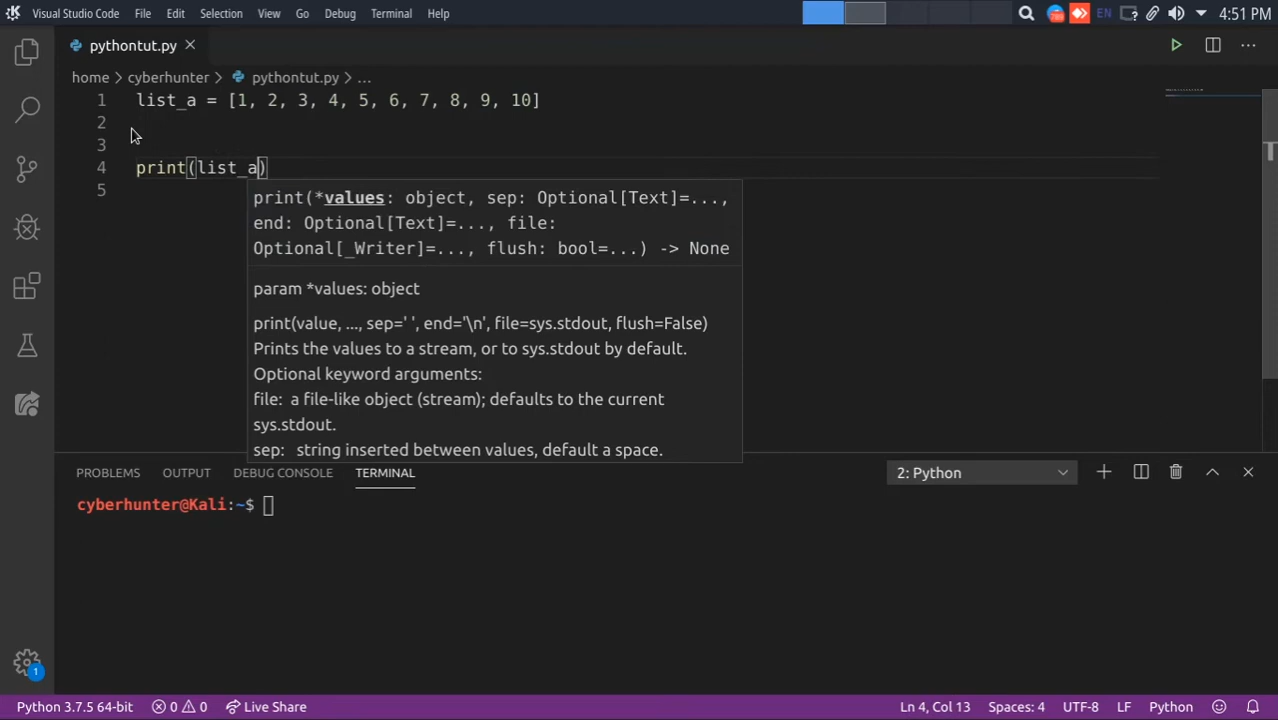 Visual Studio Code File Edit Selection View Go Debug Terminal Help EN 4:51 PM
pythontut.py
home > cyberhunter > pythontut.py > ...
1 list_a = [1, 2, 3, 4, 5, 6, 7, 8, 9, 10]
2
3
4 print(list_a)
5
print(*values: object, sep: Optional[Text]=...,
end: Optional[Text]=..., file:
Optional[_Writer]=..., flush: bool=...) -> None
param *values: object
print(value, ..., sep=' ', end='\n', file=sys.stdout, flush=False)
Prints the values to a stream, or to sys.stdout by default.
Optional keyword arguments:
file: a file-like object (stream); defaults to the current
sys.stdout.
sep: string inserted between values, default a space.
PROBLEMS OUTPUT DEBUG CONSOLE TERMINAL 2: Python
cyberhunter@Kali:~$
1
Python 3.7.5 64-bit 0 0 Live Share Ln 4, Col 13 Spaces: 4 UTF-8 LF Python